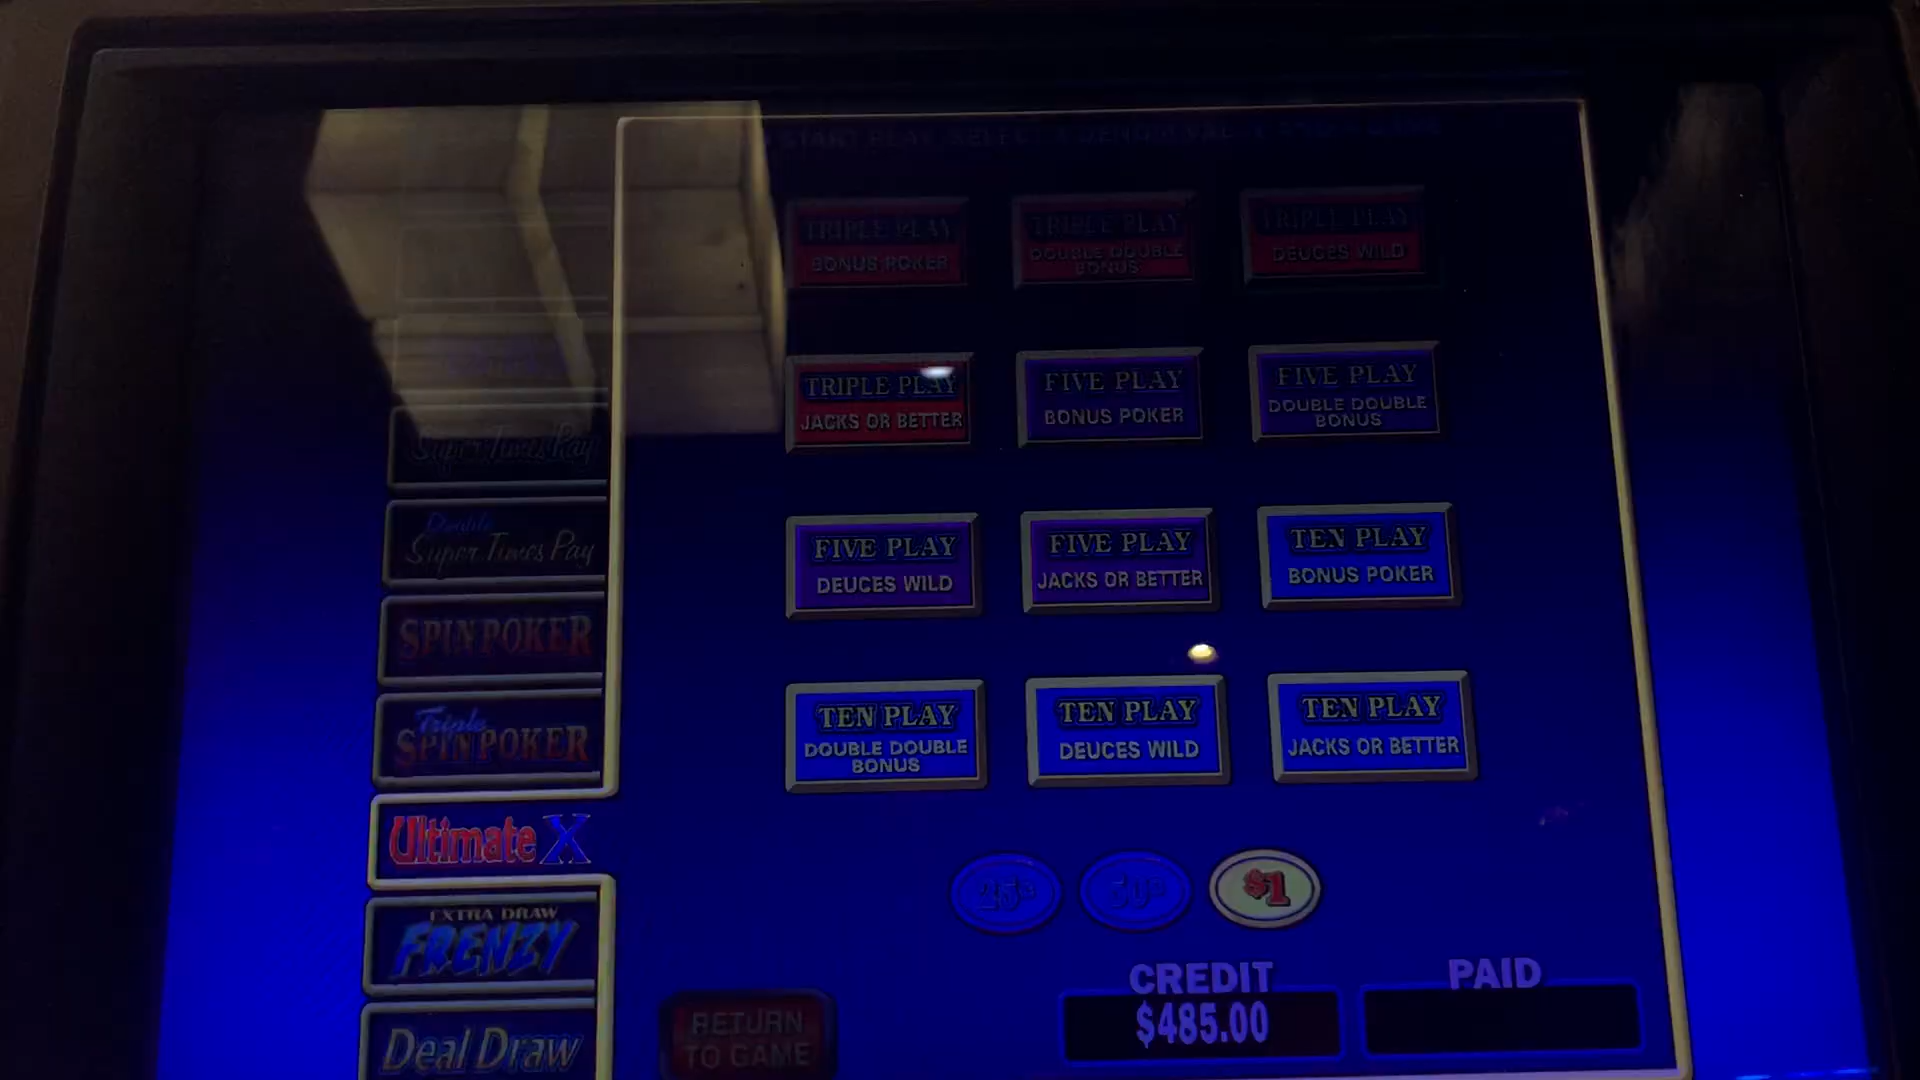 TRIPLE PLAY
BONUS POKER
TRIPLE PLAY
DOUBLE DOUBLE
BONUS
TRIPLE PLAY
DEUCES WILD
TRIPLE PLAY
JACKS OR BETTER
FIVE PLAY
BONUS POKER
FIVE PLAY
DOUBLE DOUBLE
BONUS
FIVE PLAY
DEUCES WILD
FIVE PLAY
JACKS OR BETTER
TEN PLAY
BONUS POKER
TEN PLAY
DOUBLE DOUBLE
BONUS
TEN PLAY
DEUCES WILD
TEN PLAY
JACKS OR BETTER
Super Times Pay
Double
Super Times Pay
SPIN POKER
Triple
SPIN POKER
Ultimate X
EXTRA DRAW
FRENZY
Deal Draw
25¢
50¢
$1
RETURN
TO GAME
CREDIT
$485.00
PAID